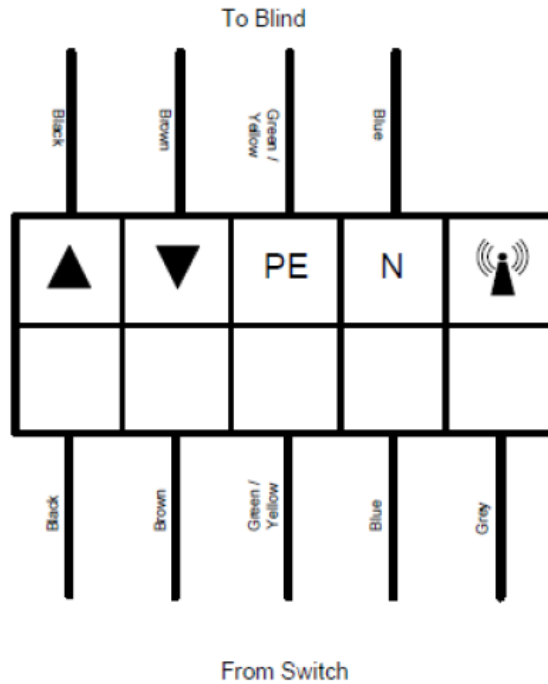 To Blind
Black
Brown
Green /
Yellow
Blue
PE
N
Black
Brown
Green /
Yellow
Blue
Grey
From Switch